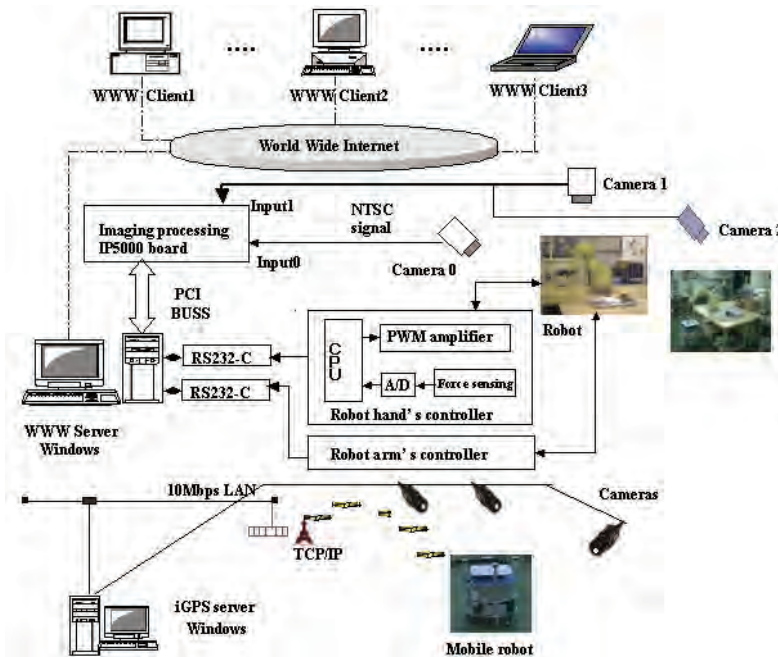 WWW Client1
WWW Client2
WWW Client3
World Wide Internet
Camera 1
Input1
NTSC
signal
Imaging processing
IP5000 board
Camera 2
Input0
Camera 0
PCI
BUSS
Robot
CPU
PWM amplifier
RS232-C
A/D
Force sensing
RS232-C
Robot hand's controller
WWW Server
Windows
Robot arm's controller
10Mbps LAN
Cameras
TCP/IP
iGPS server
Windows
Mobile robot